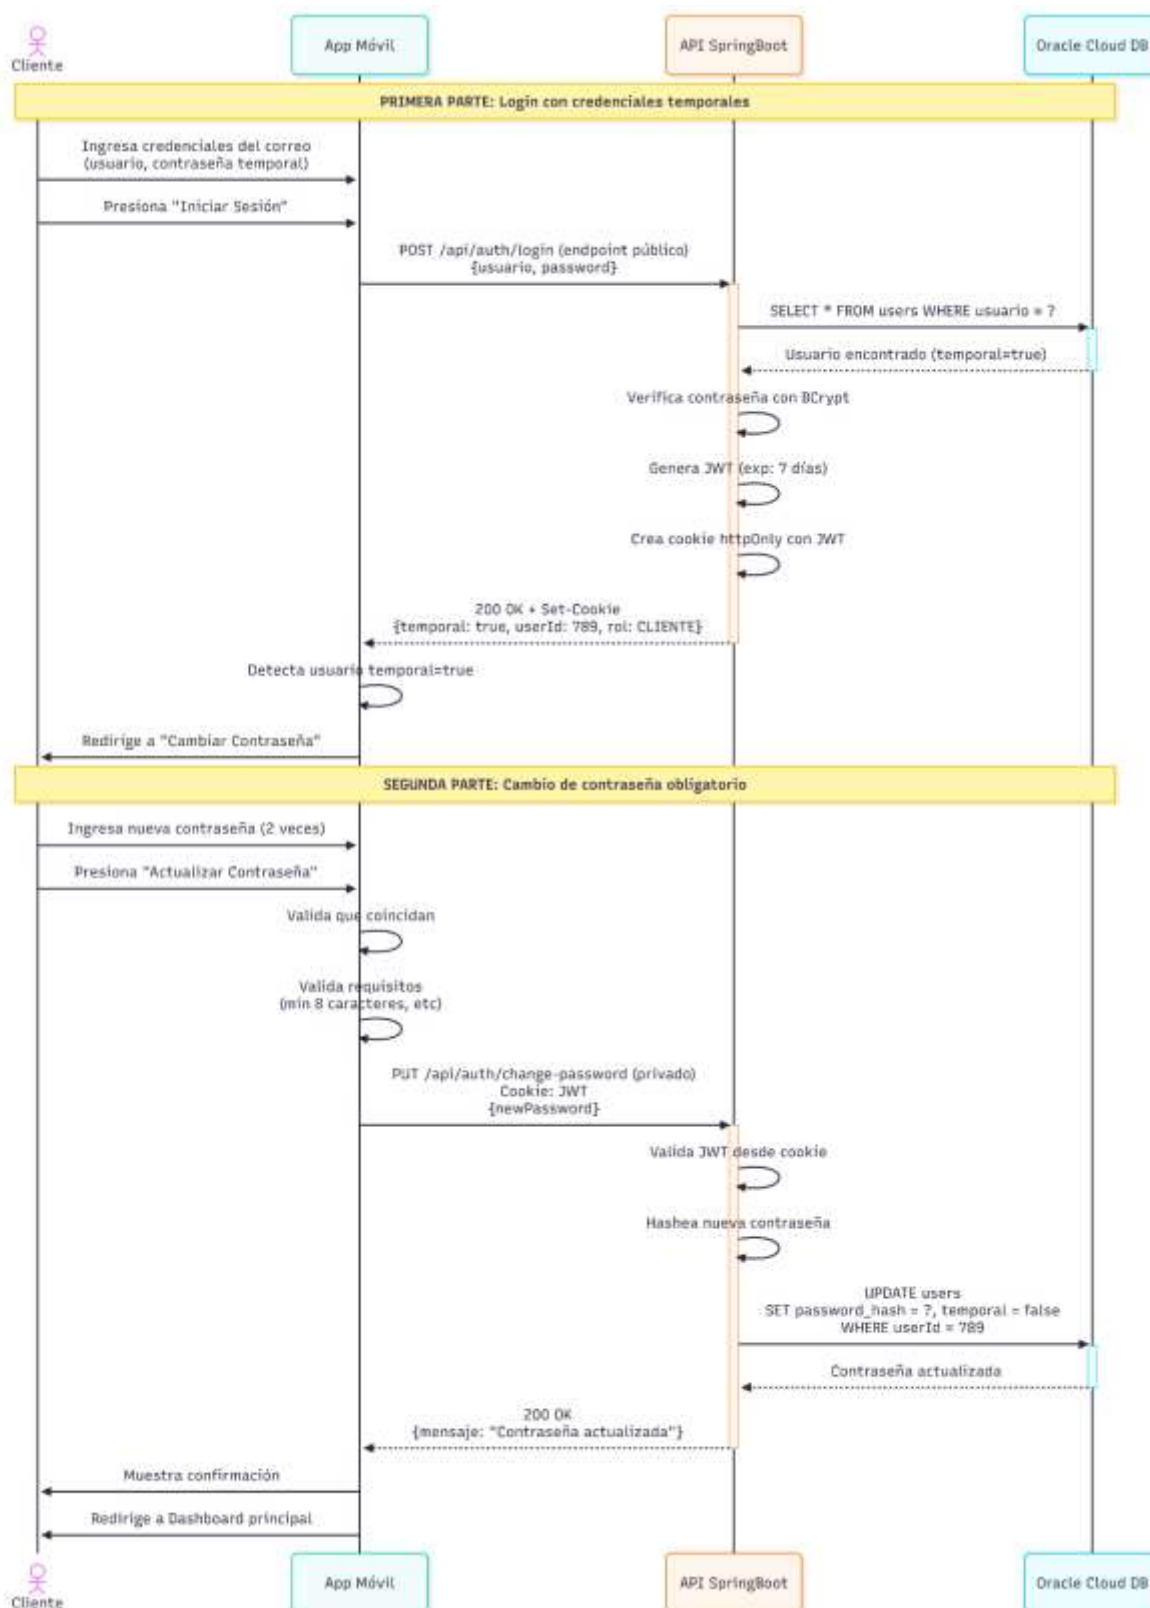 App Móvil
API SpringBoot
Oracle Cloud DB
Cliente
PRIMERA PARTE: Login con credenciales temporales
Ingresa credenciales del correo
(usuario, contraseña temporal)
Presiona "Iniciar Sesión"
POST /api/auth/login (endpoint público)
{usuario, password}
SELECT * FROM users WHERE usuario = ?
Usuario encontrado (temporal=true)
Verifica contraseña con BCrypt
Genera JWT (exp: 7 días)
Crea cookie httpOnly con JWT
200 OK + Set-Cookie
{temporal: true, userId: 789, rol: CLIENTE}
Detecta usuario temporal=true
Redirige a "Cambiar Contraseña"
SEGUNDA PARTE: Cambio de contraseña obligatorio
Ingresa nueva contraseña (2 veces)
Presiona "Actualizar Contraseña"
Valida que coincidan
Valida requisitos
(min 8 caracteres, etc)
PUT /api/auth/change-password (privado)
Cookie: JWT
{newPassword}
Valida JWT desde cookie
Hashea nueva contraseña
UPDATE users
SET password_hash = ?, temporal = false
WHERE userId = 789
Contraseña actualizada
200 OK
{mensaje: "Contraseña actualizada"}
Muestra confirmación
Redirige a Dashboard principal
App Móvil
API SpringBoot
Oracle Cloud DB
Cliente